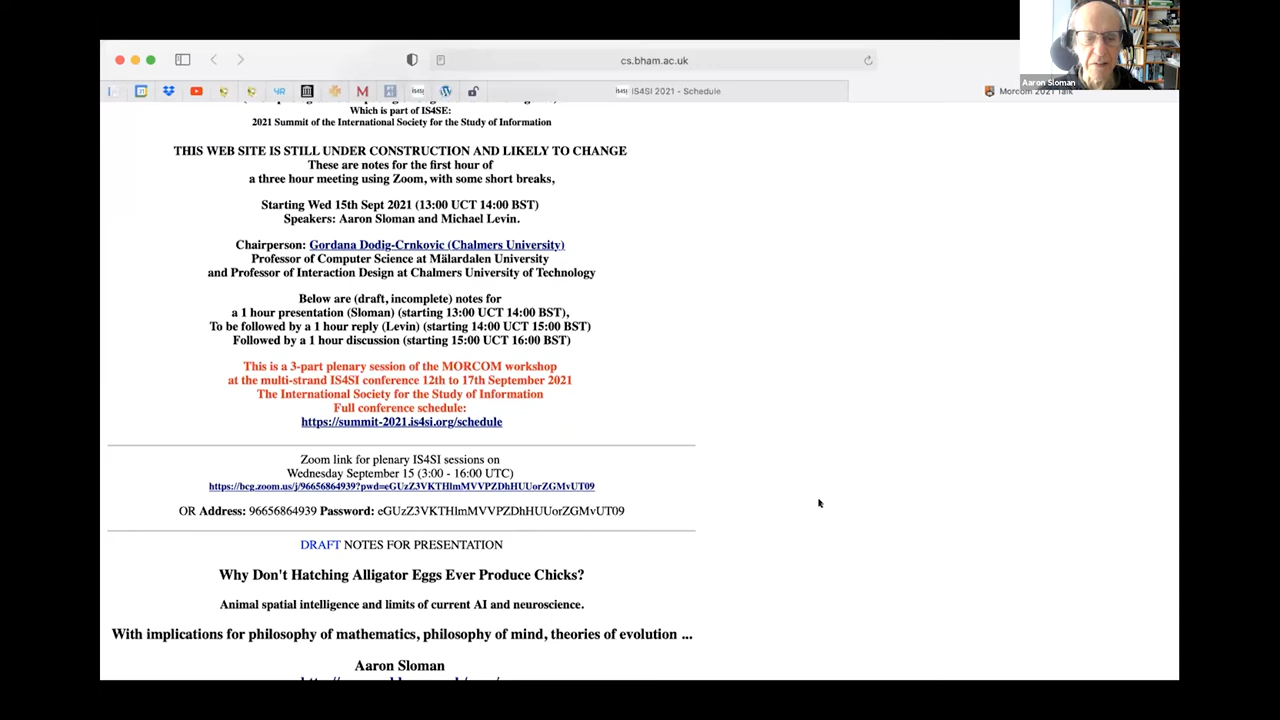 cs.bham.ac.uk
Aaron Sloman
IS4SI 2021 - Schedule
Morcom 2021 Talk
Which is part of IS4SE:
2021 Summit of the International Society for the Study of Information
THIS WEB SITE IS STILL UNDER CONSTRUCTION AND LIKELY TO CHANGE
These are notes for the first hour of
a three hour meeting using Zoom, with some short breaks,
Starting Wed 15th Sept 2021 (13:00 UCT 14:00 BST)
Speakers: Aaron Sloman and Michael Levin.
Chairperson: Gordana Dodig-Crnkovic (Chalmers University)
Professor of Computer Science at Mälardalen University
and Professor of Interaction Design at Chalmers University of Technology
Below are (draft, incomplete) notes for
a 1 hour presentation (Sloman) (starting 13:00 UCT 14:00 BST),
To be followed by a 1 hour reply (Levin) (starting 14:00 UCT 15:00 BST)
Followed by a 1 hour discussion (starting 15:00 UCT 16:00 BST)
This is a 3-part plenary session of the MORCOM workshop
at the multi-strand IS4SI conference 12th to 17th September 2021
The International Society for the Study of Information
Full conference schedule:
https://summit-2021.is4si.org/schedule
Zoom link for plenary IS4SI sessions on
Wednesday September 15 (3:00 - 16:00 UTC)
https://bcg.zoom.us/j/96656864939?pwd=eGUzZ3VKTHlmMVVPZDhHUUorZGMvUT09
OR Address: 96656864939 Password: eGUzZ3VKTHlmMVVPZDhHUUorZGMvUT09
DRAFT NOTES FOR PRESENTATION
Why Don't Hatching Alligator Eggs Ever Produce Chicks?
Animal spatial intelligence and limits of current AI and neuroscience.
With implications for philosophy of mathematics, philosophy of mind, theories of evolution ...
Aaron Sloman